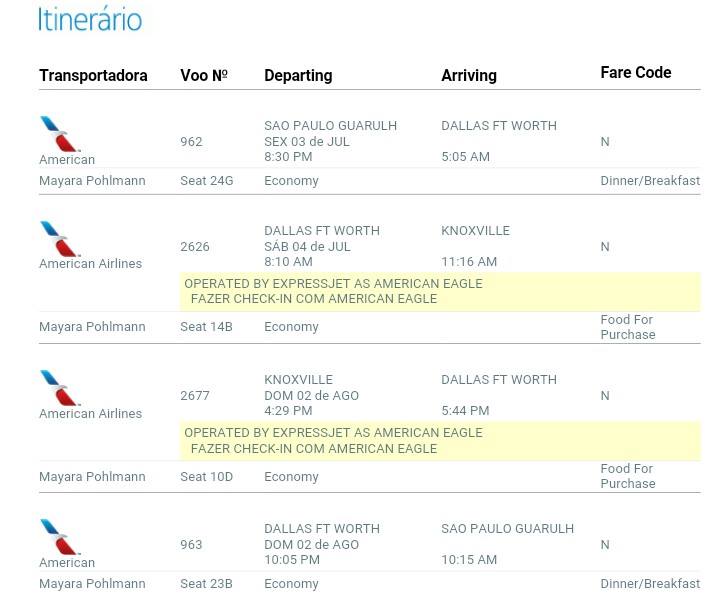 Itinerário
Transportadora Voo Nº Departing Arriving Fare Code
SAO PAULO GUARULH DALLAS FT WORTH
962 SEX 03 de JUL N
American 8:30 PM 5:05 AM
Mayara Pohlmann Seat 24G Economy Dinner/Breakfast
DALLAS FT WORTH KNOXVILLE
2626 SÁB 04 de JUL N
American Airlines 8:10 AM 11:16 AM
OPERATED BY EXPRESSJET AS AMERICAN EAGLE
FAZER CHECK-IN COM AMERICAN EAGLE
Mayara Pohlmann Seat 14B Economy Food For
Purchase
KNOXVILLE DALLAS FT WORTH
2677 DOM 02 de AGO N
American Airlines 4:29 PM 5:44 PM
OPERATED BY EXPRESSJET AS AMERICAN EAGLE
FAZER CHECK-IN COM AMERICAN EAGLE
Mayara Pohlmann Seat 10D Economy Food For
Purchase
DALLAS FT WORTH SAO PAULO GUARULH
963 DOM 02 de AGO N
American 10:05 PM 10:15 AM
Mayara Pohlmann Seat 23B Economy Dinner/Breakfast